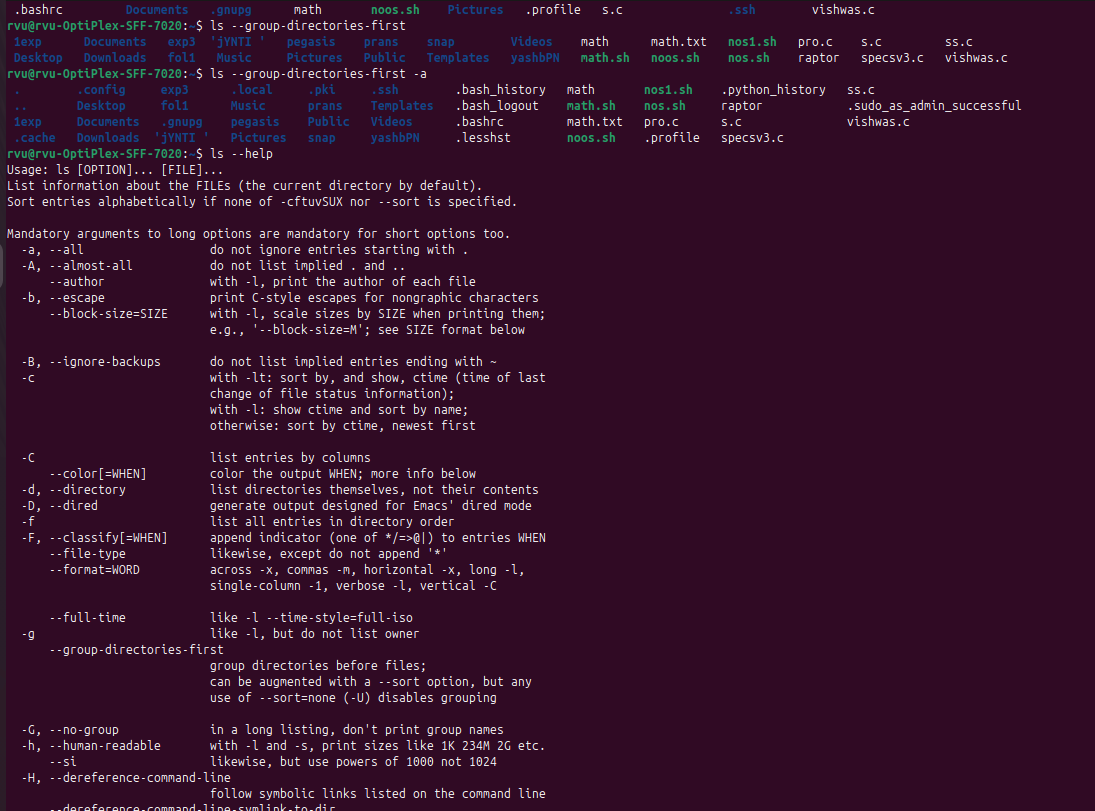 .bashrc Documents .gnupg math noos.sh Pictures .profile s.c .ssh vishwas.c
rvu@rvu-OptiPlex-SFF-7020:~$ ls --group-directories-first
1exp Documents exp3 'jYNTI ' pegasis prans snap Videos math math.txt nos1.sh pro.c s.c ss.c
Desktop Downloads fol1 Music Pictures Public Templates yashbPN math.sh noos.sh nos.sh raptor specsv3.c vishwas.c
rvu@rvu-OptiPlex-SFF-7020:~$ ls --group-directories-first -a
. .config exp3 .local .pki .ssh .bash_history math nos1.sh .python_history ss.c
.. Desktop fol1 Music prans Templates .bash_logout math.sh nos.sh raptor .sudo_as_admin_successful
1exp Documents .gnupg pegasis Public Videos .bashrc math.txt pro.c s.c vishwas.c
.cache Downloads 'jYNTI ' Pictures snap yashbPN .lesshst noos.sh .profile specsv3.c
rvu@rvu-OptiPlex-SFF-7020:~$ ls --help
Usage: ls [OPTION]... [FILE]...
List information about the FILEs (the current directory by default).
Sort entries alphabetically if none of -cftuvSUX nor --sort is specified.
Mandatory arguments to long options are mandatory for short options too.
-a, --all do not ignore entries starting with .
-A, --almost-all do not list implied . and ..
--author with -l, print the author of each file
-b, --escape print C-style escapes for nongraphic characters
--block-size=SIZE with -l, scale sizes by SIZE when printing them;
e.g., '--block-size=M'; see SIZE format below
-B, --ignore-backups do not list implied entries ending with ~
-c with -lt: sort by, and show, ctime (time of last
change of file status information);
with -l: show ctime and sort by name;
otherwise: sort by ctime, newest first
-C list entries by columns
--color[=WHEN] color the output WHEN; more info below
-d, --directory list directories themselves, not their contents
-D, --dired generate output designed for Emacs' dired mode
-f list all entries in directory order
-F, --classify[=WHEN] append indicator (one of */=>@|) to entries WHEN
--file-type likewise, except do not append '*'
--format=WORD across -x, commas -m, horizontal -x, long -l,
single-column -1, verbose -l, vertical -C
--full-time like -l --time-style=full-iso
-g like -l, but do not list owner
--group-directories-first
group directories before files;
can be augmented with a --sort option, but any
use of --sort=none (-U) disables grouping
-G, --no-group in a long listing, don't print group names
-h, --human-readable with -l and -s, print sizes like 1K 234M 2G etc.
--si likewise, but use powers of 1000 not 1024
-H, --dereference-command-line
follow symbolic links listed on the command line
--dereference-command-line-symlink-to-dir